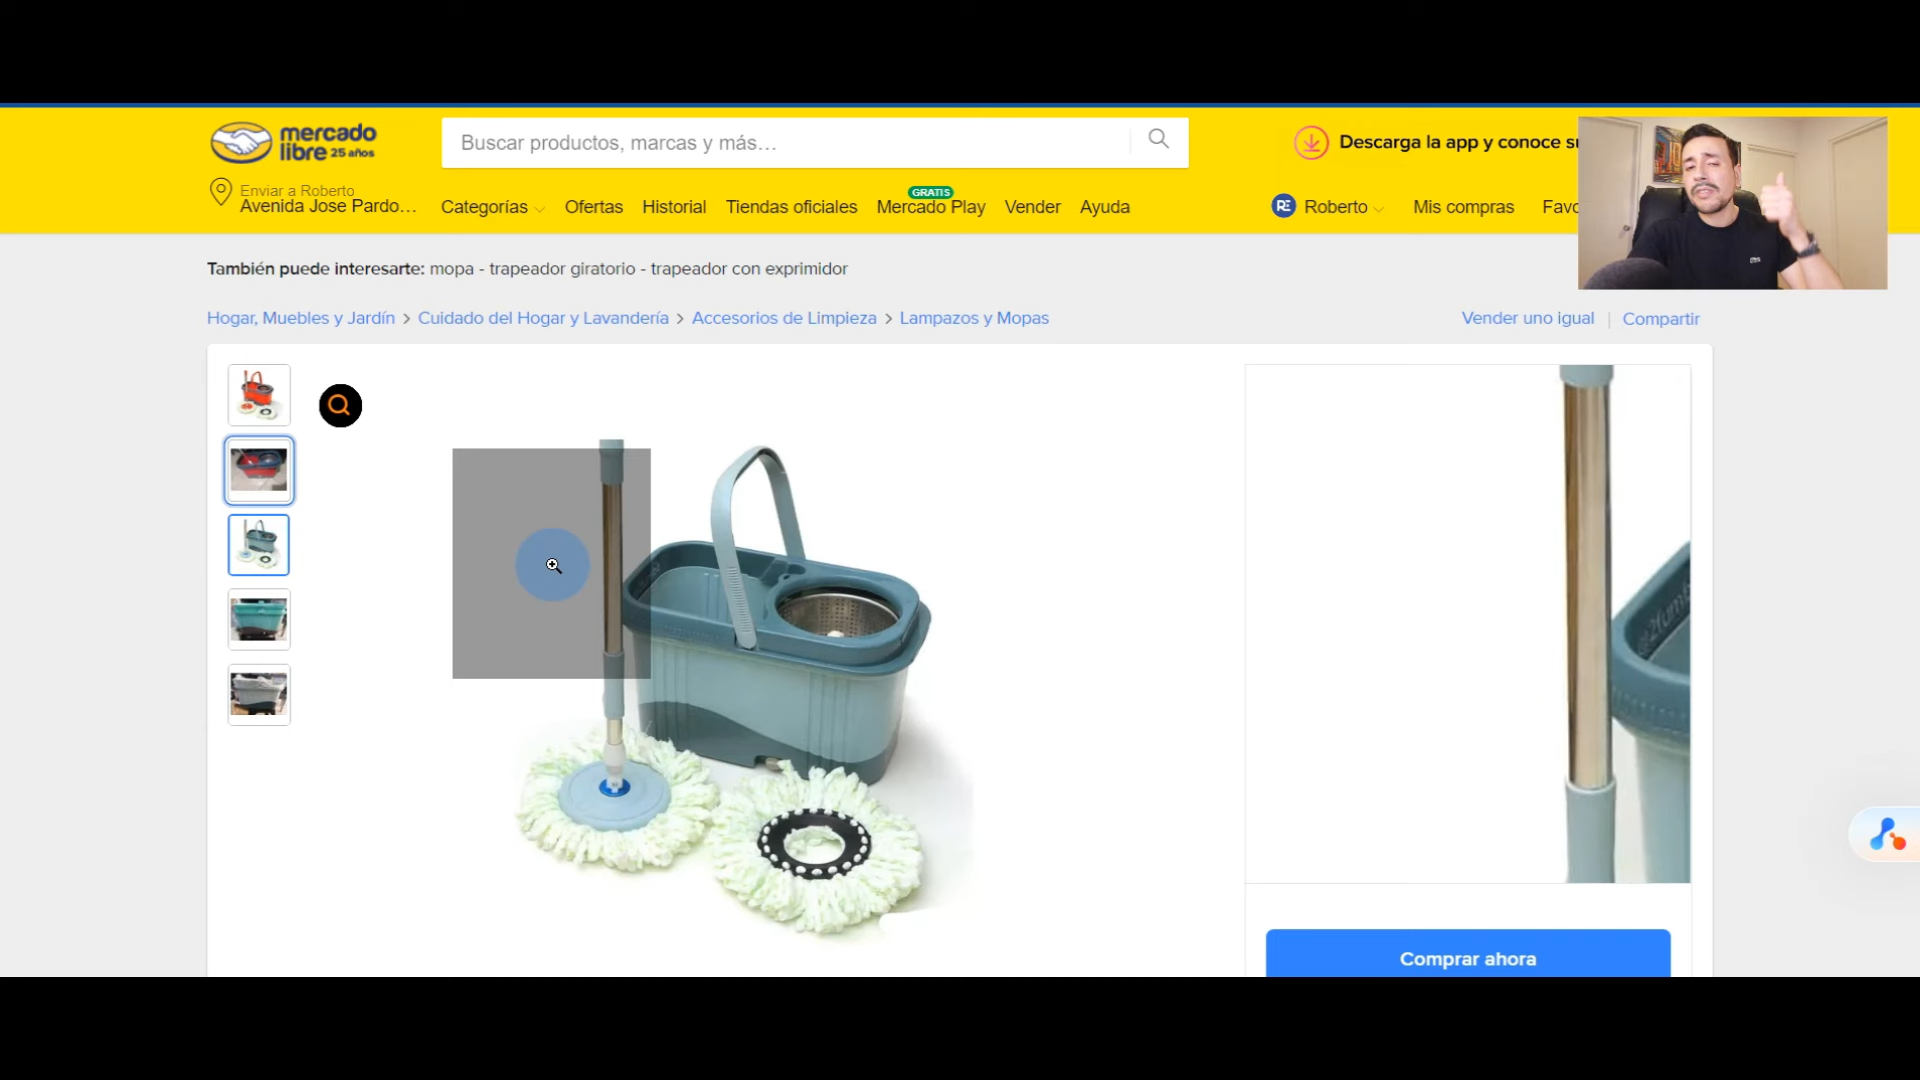 mercado
libre 25 años
Buscar productos, marcas y más...
Descarga la app y conoce s
Enviar a Roberto
Avenida Jose Pardo...
Categorías
Ofertas
Historial
Tiendas oficiales
GRATIS
Mercado Play
Vender
Ayuda
RE
Roberto
Mis compras
Favo
También puede interesarte: mopa - trapeador giratorio - trapeador con exprimidor
Hogar, Muebles y Jardín > Cuidado del Hogar y Lavandería > Accesorios de Limpieza > Lampazos y Mopas
Vender uno igual | Compartir
Comprar ahora